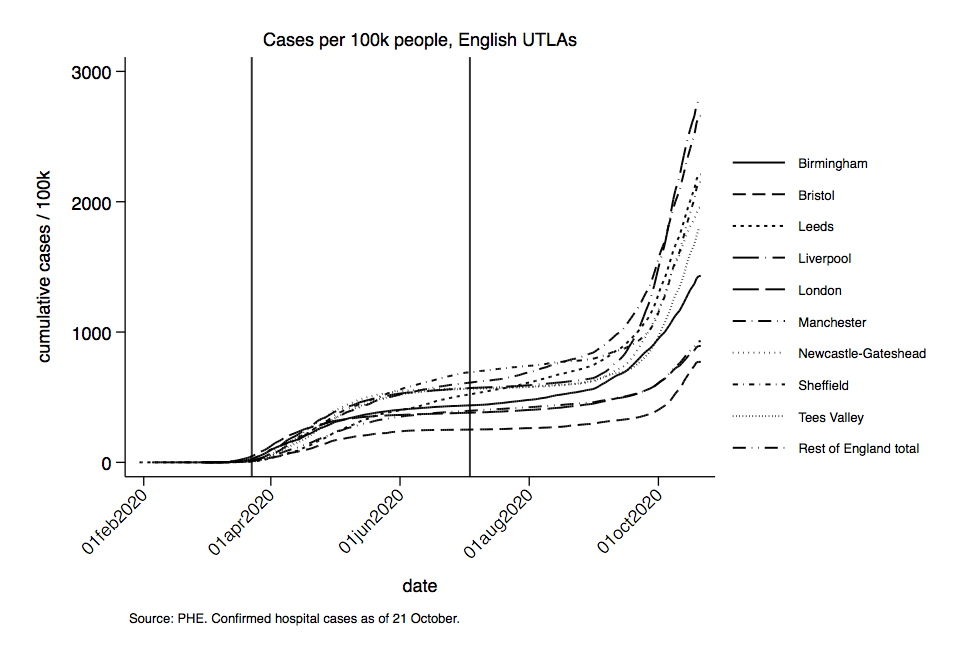 Cases per 100k people, English UTLAs
3000
2000
1000
0
cumulative cases / 100k
01feb2020
01apr2020
01jun2020
01aug2020
01oct2020
date
Birmingham
Bristol
Leeds
Liverpool
London
Manchester
Newcastle-Gateshead
Sheffield
Tees Valley
Rest of England total
Source: PHE. Confirmed hospital cases as of 21 October.